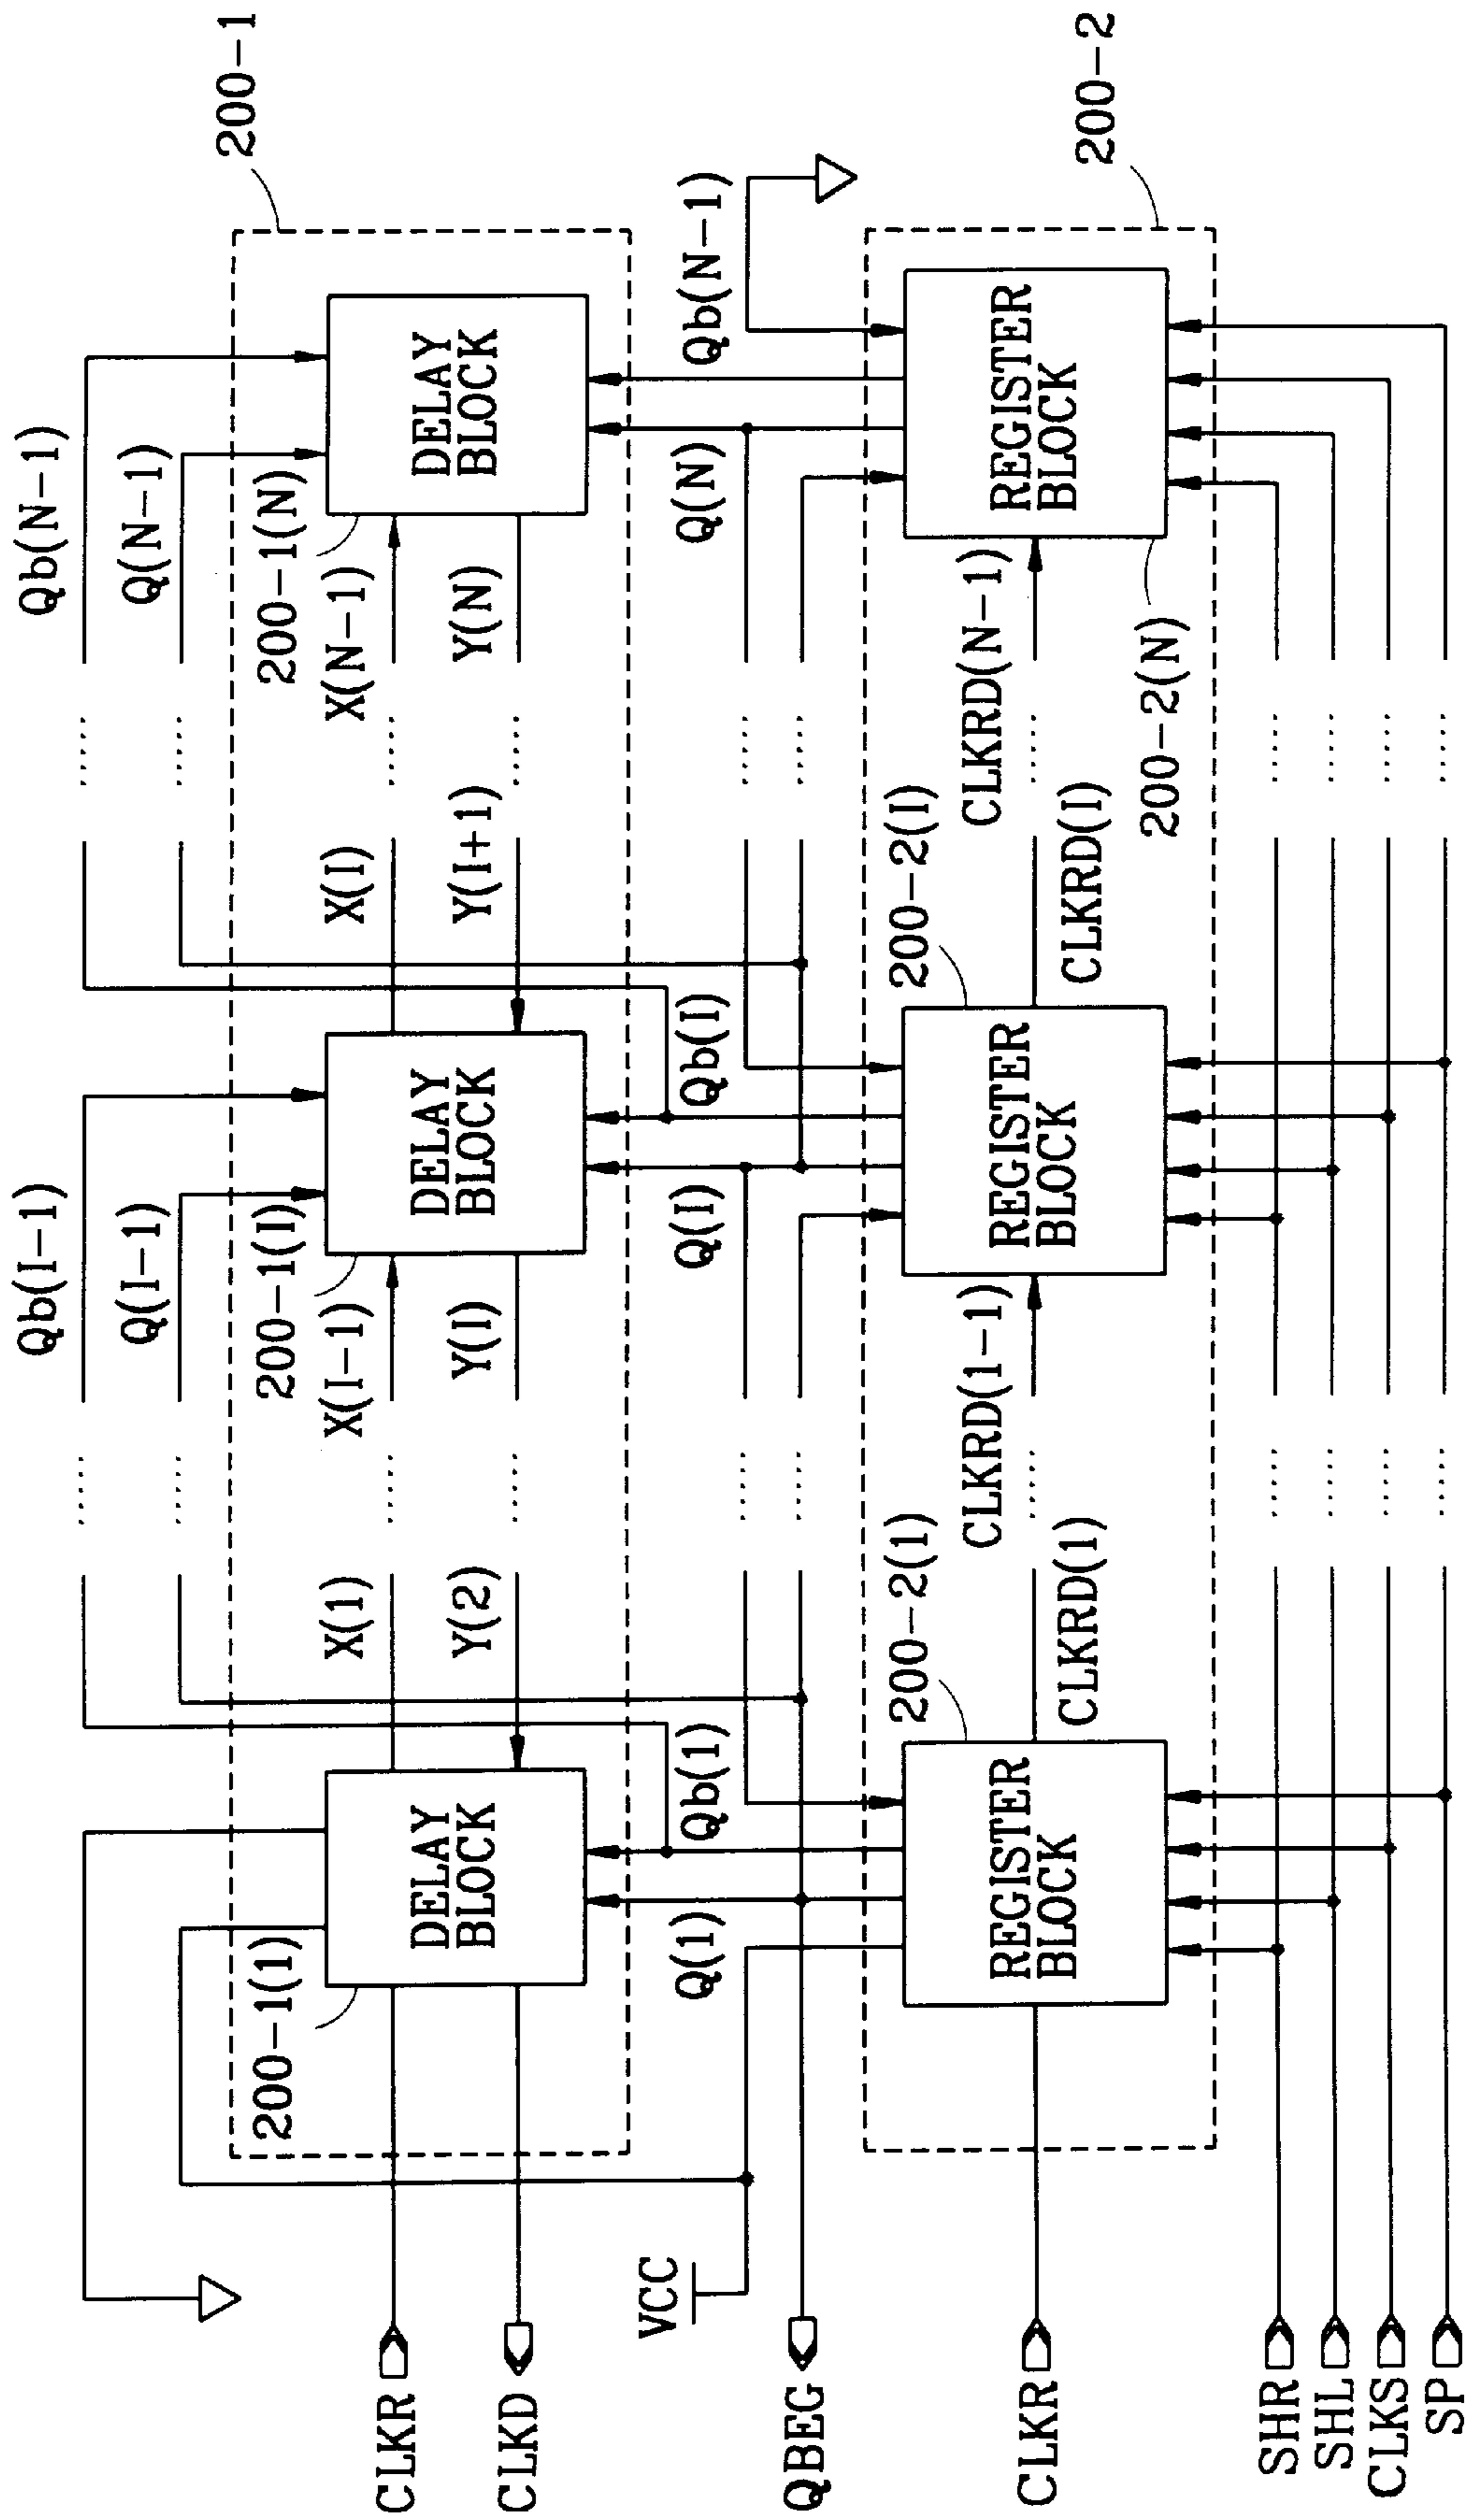 200-1
Qb(I-1)
Qb(N-1)
Q(I-1)
Q(N-1)
200-1(1)
200-1(I)
200-1(N)
X(1)
X(I-1)
X(I)
X(N-1)
DELAY
BLOCK
DELAY
BLOCK
DELAY
BLOCK
CLKR
Y(2)
Y(I)
Y(I+1)
Y(N)
CLKD
VCC
Q(1)
Qb(1)
Q(I)
Qb(I)
Q(N)
Qb(N-1)
QBEG
200-2
200-2(1)
200-2(I)
CLKRD(1-1)
CLKRD(N-1)
REGISTER
BLOCK
REGISTER
BLOCK
REGISTER
BLOCK
CLKR
CLKRD(1)
CLKRD(I)
200-2(N)
SHR
SHL
CLKS
SP